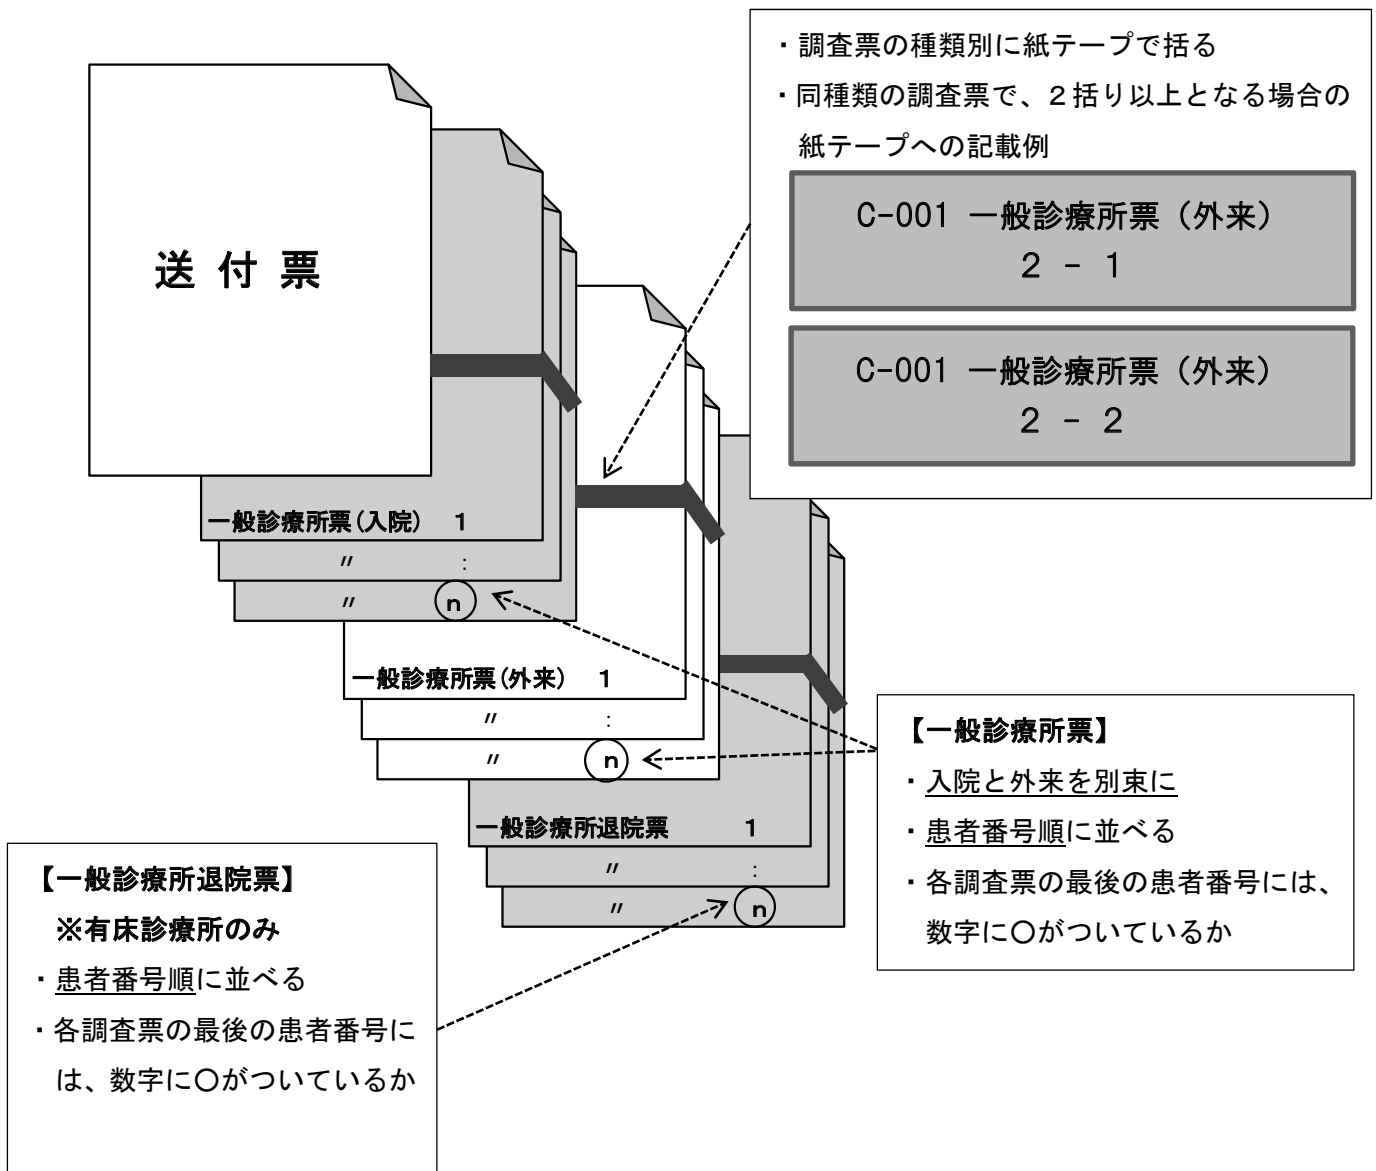 ・調査票の種類別に紙テープで括る
・同種類の調査票で、２括り以上となる場合の
紙テープへの記載例
C-001 一般診療所票（外来）
２ － １
C-001 一般診療所票（外来）
２ － ２
送 付 票
一般診療所票(入院) 1
〃 :
〃 n
一般診療所票(外来) 1
〃 :
〃 n
一般診療所退院票 1
〃 :
〃 n
【一般診療所票】
・入院と外来を別束に
・患者番号順に並べる
・各調査票の最後の患者番号には、
数字に〇がついているか
【一般診療所退院票】
※有床診療所のみ
・患者番号順に並べる
・各調査票の最後の患者番号に
は、数字に〇がついているか